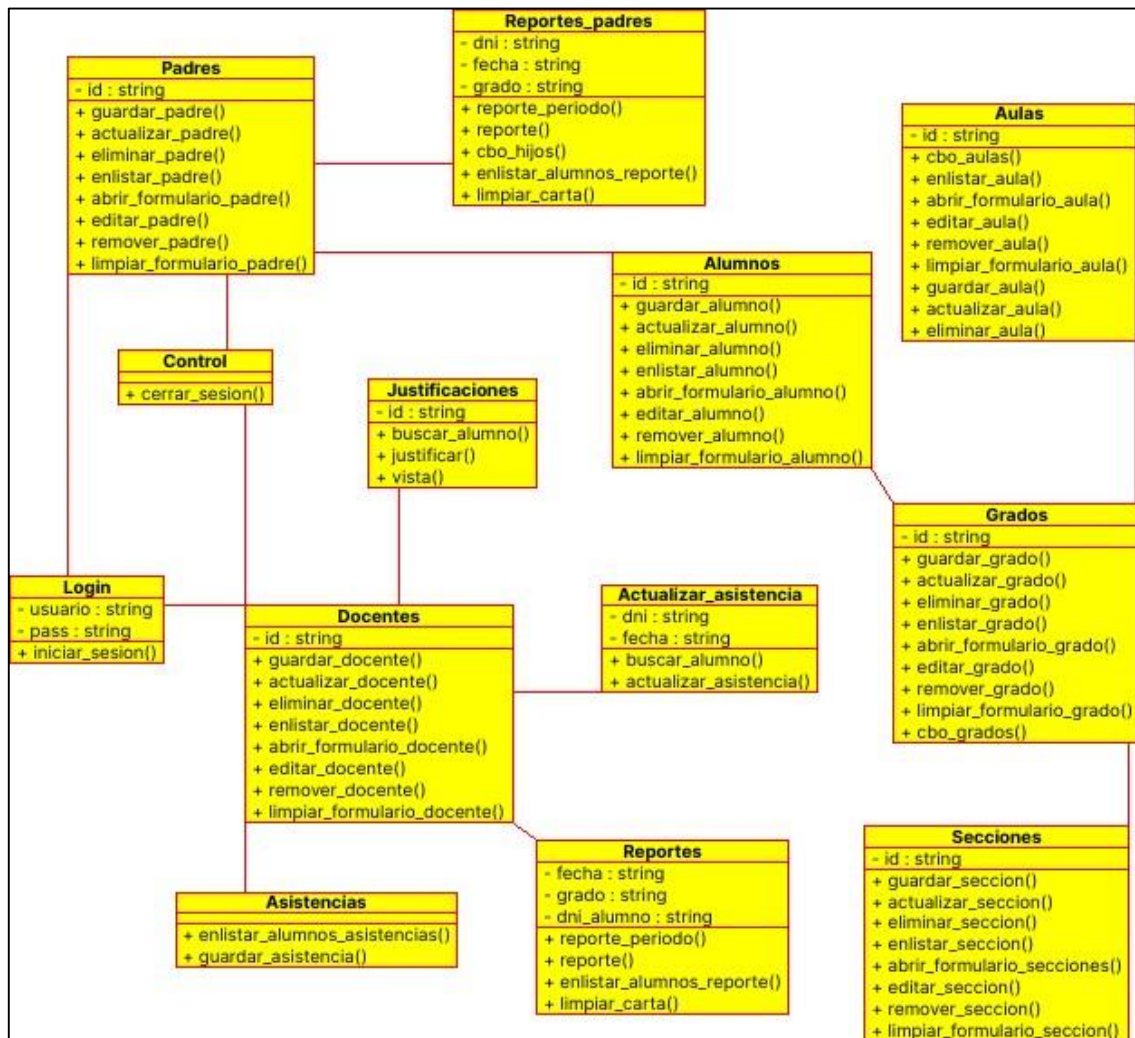 Reportes_padres
- dni : string
- fecha : string
- grado : string
+ reporte_periodo()
+ reporte()
+ cbo_hijos()
+ enlistar_alumnos_reporte()
+ limpiar_carta()
Padres
- id : string
+ guardar_padre()
+ actualizar_padre()
+ eliminar_padre()
+ enlistar_padre()
+ abrir_formulario_padre()
+ editar_padre()
+ remover_padre()
+ limpiar_formulario_padre()
Aulas
- id : string
+ cbo_aulas()
+ enlistar_aula()
+ abrir_formulario_aula()
+ editar_aula()
+ remover_aula()
+ limpiar_formulario_aula()
+ guardar_aula()
+ actualizar_aula()
+ eliminar_aula()
Alumnos
- id : string
+ guardar_alumno()
+ actualizar_alumno()
+ eliminar_alumno()
+ enlistar_alumno()
+ abrir_formulario_alumno()
+ editar_alumno()
+ remover_alumno()
+ limpiar_formulario_alumno()
Control
+ cerrar_sesion()
Justificaciones
- id : string
+ buscar_alumno()
+ justificar()
+ vista()
Grados
- id : string
+ guardar_grado()
+ actualizar_grado()
+ eliminar_grado()
+ enlistar_grado()
+ abrir_formulario_grado()
+ editar_grado()
+ remover_grado()
+ limpiar_formulario_grado()
+ cbo_grados()
Login
- usuario : string
- pass : string
+ iniciar_sesion()
Actualizar_asistencia
- dni : string
- fecha : string
+ buscar_alumno()
+ actualizar_asistencia()
Docentes
- id : string
+ guardar_docente()
+ actualizar_docente()
+ eliminar_docente()
+ enlistar_docente()
+ abrir_formulario_docente()
+ editar_docente()
+ remover_docente()
+ limpiar_formulario_docente()
Reportes
- fecha : string
- grado : string
- dni_alumno : string
+ reporte_periodo()
+ reporte()
+ enlistar_alumnos_reporte()
+ limpiar_carta()
Secciones
- id : string
+ guardar_seccion()
+ actualizar_seccion()
+ eliminar_seccion()
+ enlistar_seccion()
+ abrir_formulario_secciones()
+ editar_seccion()
+ remover_seccion()
+ limpiar_formulario_seccion()
Asistencias
+ enlistar_alumnos_asistencias()
+ guardar_asistencia()